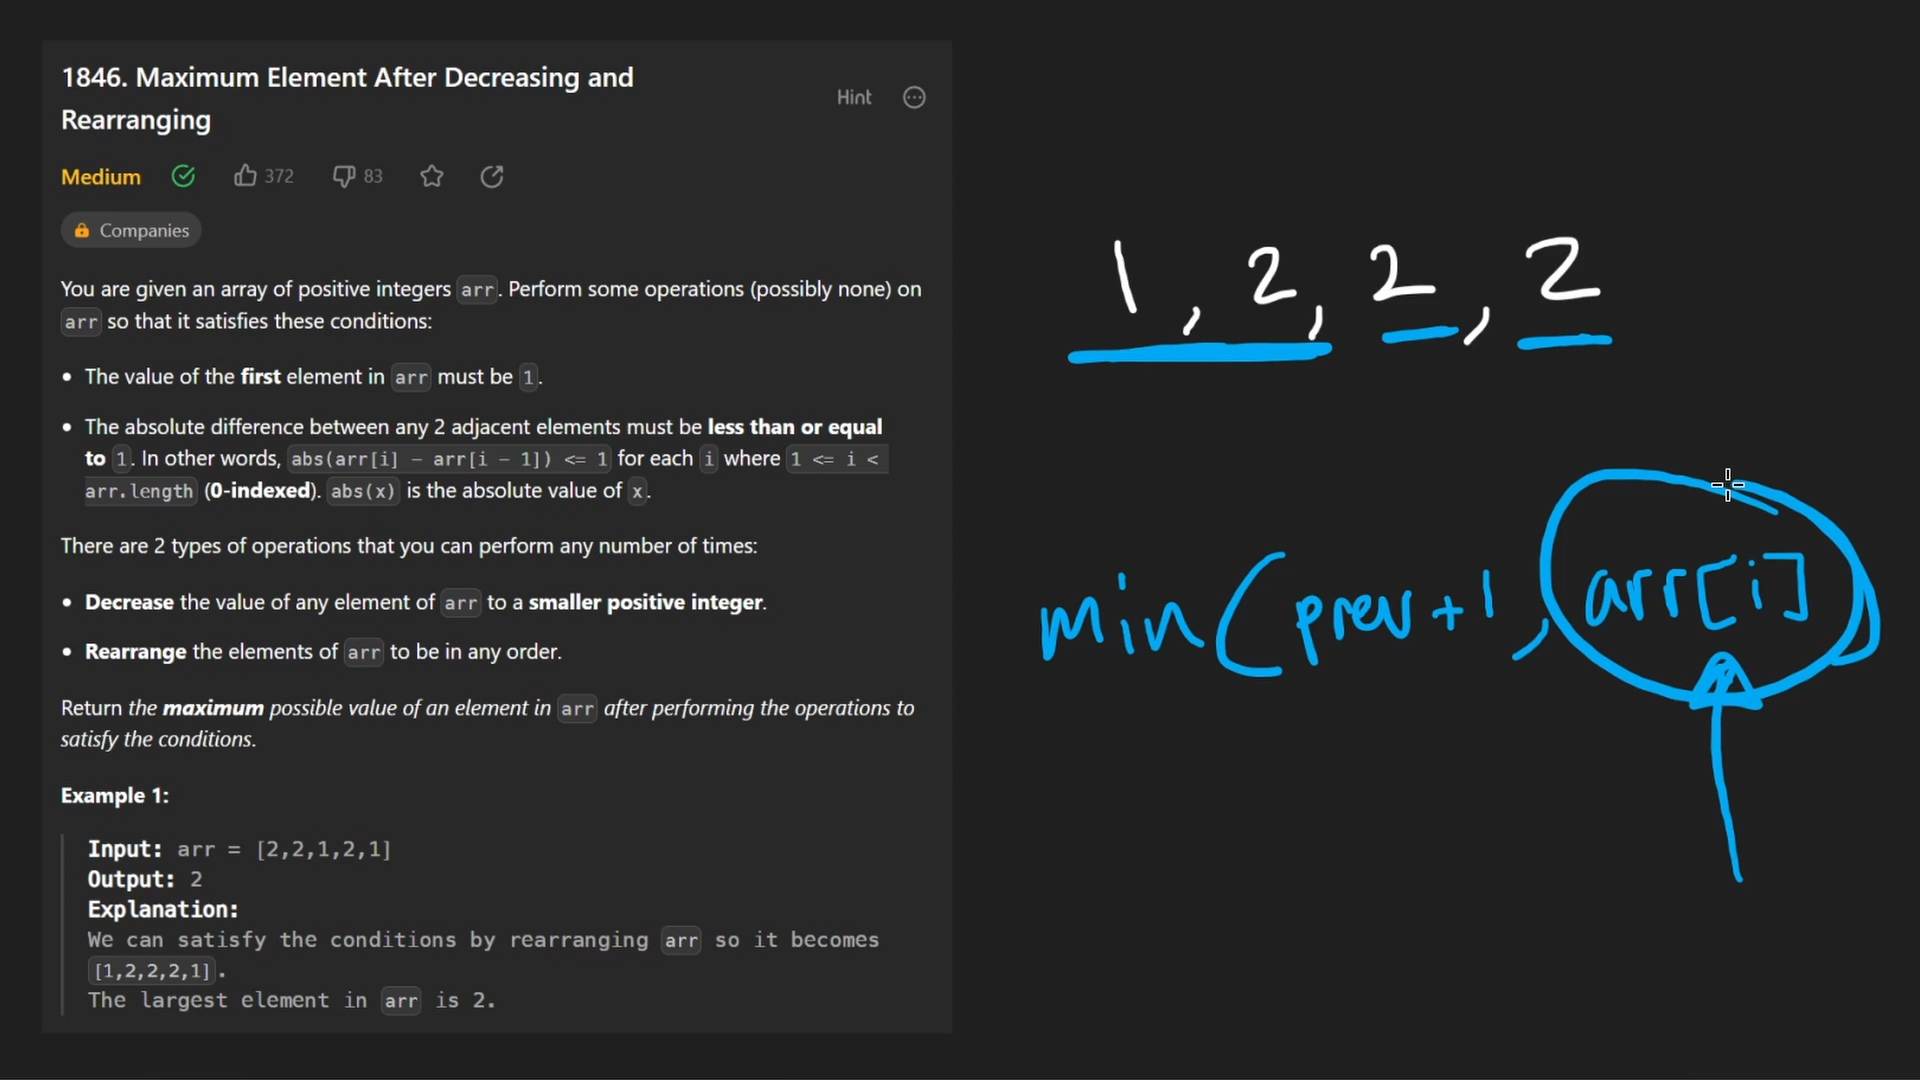 1846. Maximum Element After Decreasing and
Rearranging
Hint
Medium 372 83
Companies
You are given an array of positive integers arr. Perform some operations (possibly none) on
arr so that it satisfies these conditions:
• The value of the first element in arr must be 1.
• The absolute difference between any 2 adjacent elements must be less than or equal
to 1. In other words, abs(arr[i] - arr[i - 1]) <= 1 for each i where 1 <= i <
arr.length (0-indexed). abs(x) is the absolute value of x.
There are 2 types of operations that you can perform any number of times:
• Decrease the value of any element of arr to a smaller positive integer.
• Rearrange the elements of arr to be in any order.
Return the maximum possible value of an element in arr after performing the operations to
satisfy the conditions.
Example 1:
Input: arr = [2,2,1,2,1]
Output: 2
Explanation:
We can satisfy the conditions by rearranging arr so it becomes
[1,2,2,2,1].
The largest element in arr is 2.
1, 2, 2, 2
min(prev+1, arr[i])